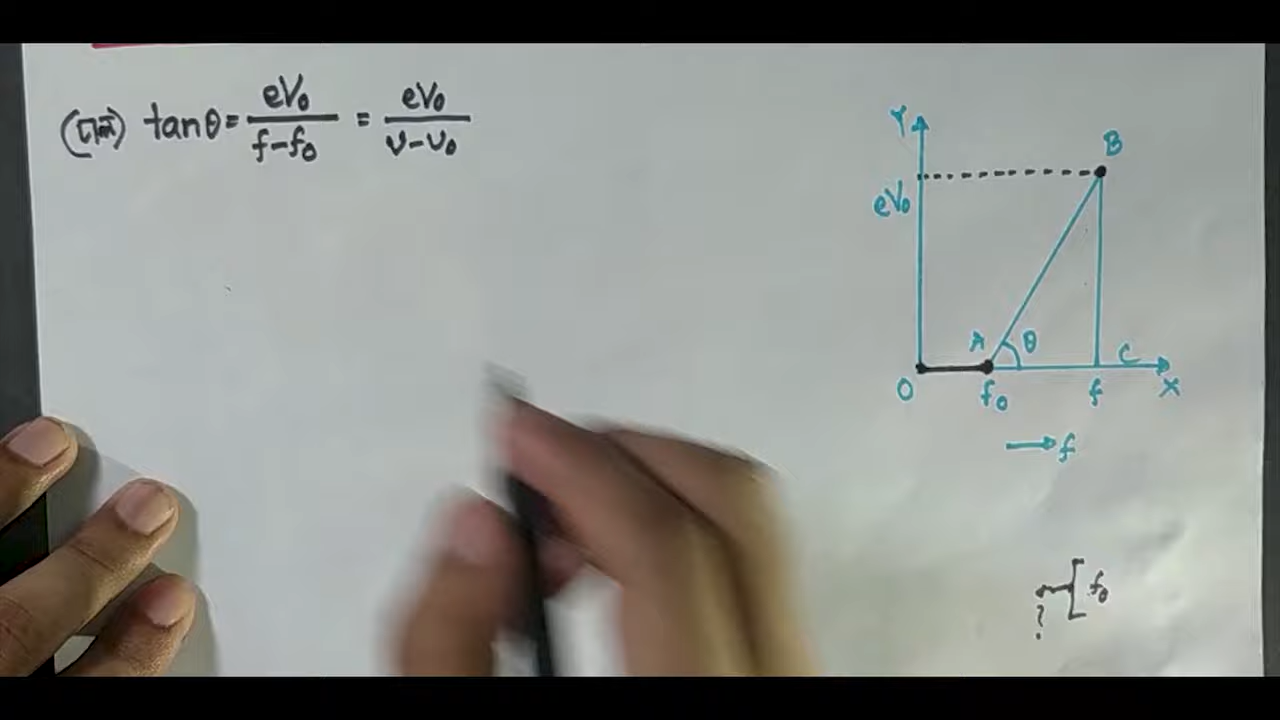 tanθ = eV₀/(f-f₀) = eV₀/(ν-ν₀)
Y
B
eV₀
A θ C
O f₀ f X
→ f
f₀
?